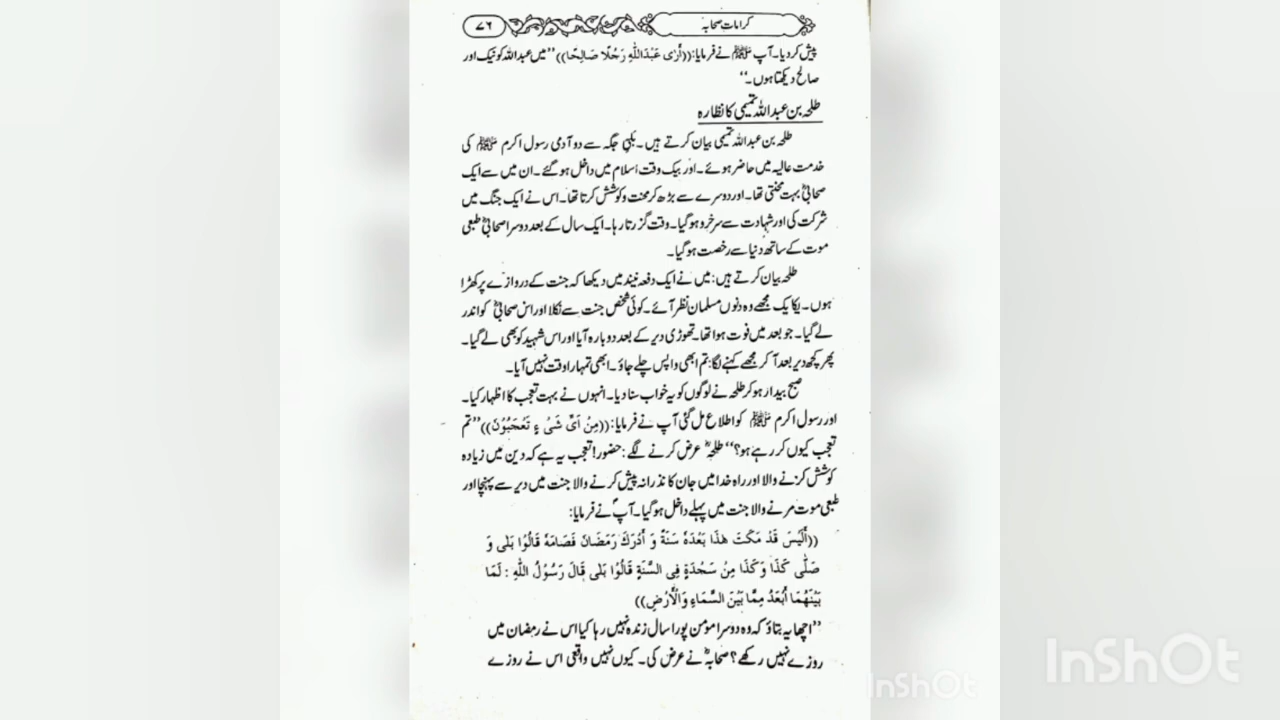 کرامات صحابہ
۷۶
پیش کر دیا۔ آپ ﷺ نے فرمایا: ((أَرٰی عَبْدَاللّٰهِ رَجُلًا صَالِحًا)) ’’میں عبداللہ کو نیک اور
صالح دیکھتا ہوں۔‘‘
طلحہ بن عبداللہ تمیمی کا نظارہ
طلحہ بن عبداللہ تمیمی بیان کرتے ہیں۔ بلی جگہ سے دو آدمی رسول اکرم ﷺ کی
خدمت عالیہ میں حاضر ہوئے۔ اور بیک وقت اسلام میں داخل ہو گئے۔ ان میں سے ایک
صحابیؓ بہت محنتی تھا۔ اور دوسرے سے بڑھ کر محنت و کوشش کرتا تھا۔ اس نے ایک جنگ میں
شرکت کی اور شہادت سے سرخرو ہو گیا۔ وقت گزرتا رہا۔ ایک سال کے بعد دوسرا صحابیؓ طبعی
موت کے ساتھ دنیا سے رخصت ہو گیا۔
طلحہ بیان کرتے ہیں: میں نے ایک دفعہ نیند میں دیکھا کہ جنت کے دروازے پر کھڑا
ہوں۔ یکایک مجھے وہ دنوں مسلمان نظر آئے۔ کوئی شخص جنت سے نکلا اور اس صحابیؓ کو اندر
لے گیا۔ جو بعد میں فوت ہوا تھا۔ تھوڑی دیر کے بعد دوبارہ آیا اور اس شہید کو بھی لے گیا۔
پھر کچھ دیر بعد آ کر مجھے کہنے لگا: تم ابھی واپس چلے جاؤ۔ ابھی تمہارا وقت نہیں آیا۔
صبح بیدار ہو کر طلحہ نے لوگوں کو یہ خواب سنا دیا۔ انہوں نے بہت تعجب کا اظہار کیا۔
اور رسول اکرم ﷺ کو اطلاع مل گئی آپ نے فرمایا: ((مِنْ اَیِّ شَیْ ءٍ تَعْجَبُوْنَ)) ’’تم
تعجب کیوں کر رہے ہو؟‘‘ طلحہؓ عرض کرنے لگے: حضور! تعجب یہ ہے کہ دین میں زیادہ
کوشش کرنے والا اور راہ خدا میں جان کا نذرانہ پیش کرنے والا جنت میں دیر سے پہنچا اور
طبعی موت مرنے والا جنت میں پہلے داخل ہو گیا۔ آپؐ نے فرمایا:
((أَلَيْسَ قَدْ مَكَثَ هٰذَا بَعْدَهٗ سَنَةً وَ أَدْرَكَ رَمَضَانَ فَصَامَهٗ قَالُوْا بَلٰی وَ
صَلّٰی كَذَا وَ كَذَا مِنْ سَجْدَةٍ فِی السَّنَةِ قَالُوْا بَلٰی قَالَ رَسُوْلُ اللّٰهِ : لَمَا
بَيْنَهُمَا أَبْعَدُ مِمَّا بَيْنَ السَّمَاءِ وَالْأَرْضِ))
’’اچھا یہ بتاؤ کہ وہ دوسرا مومن پورا سال زندہ نہیں رہا کیا اس نے رمضان میں
روزے نہیں رکھے؟ صحابہؓ نے عرض کی۔ کیوں نہیں واقعی اس نے روزے
InShOt
InShOt